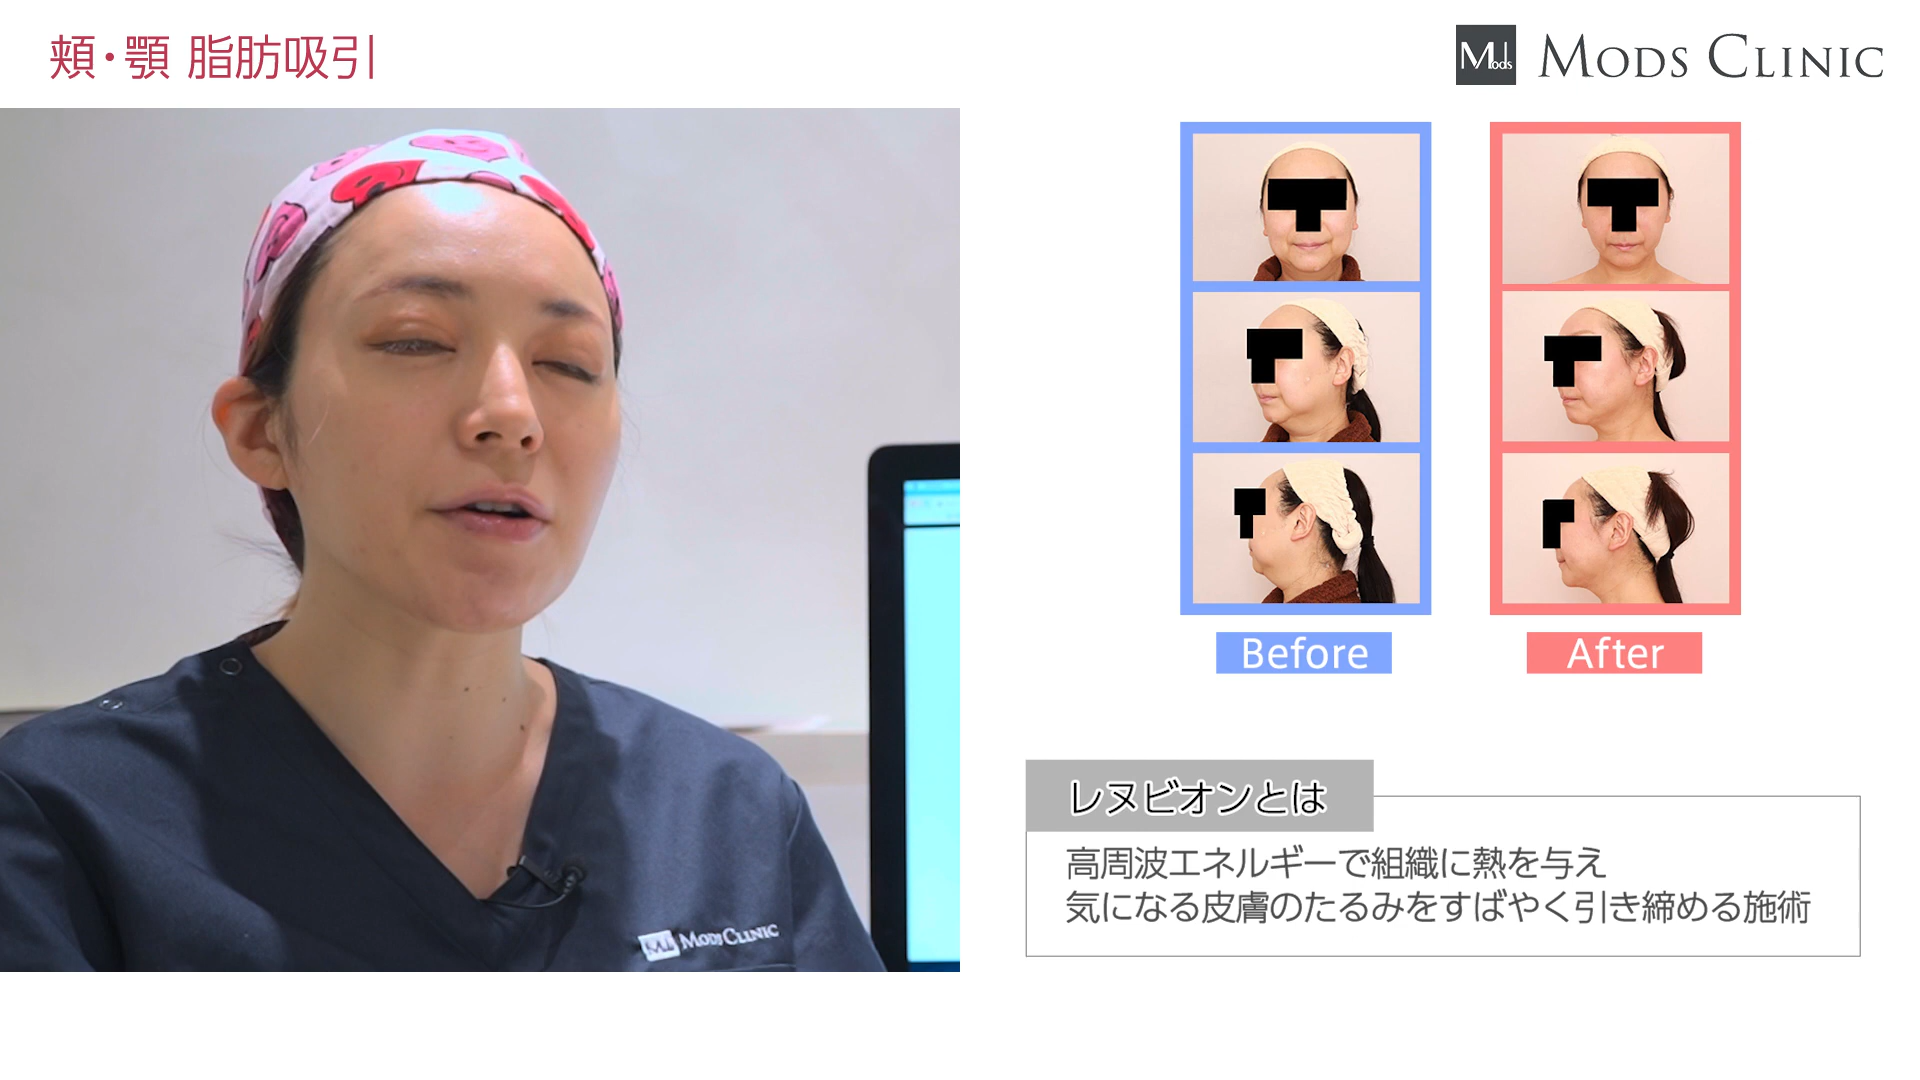 頬・顎 脂肪吸引
Mods MODS CLINIC
Before
After
レヌビオンとは
高周波エネルギーで組織に熱を与え
気になる皮膚のたるみをすばやく引き締める施術
MODS CLINIC